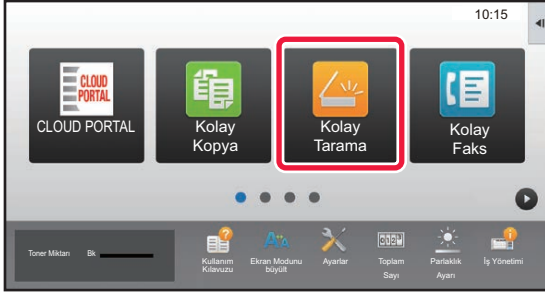 10:15
CLOUD
PORTAL
CLOUD PORTAL
Kolay
Kopya
Kolay
Tarama
Kolay
Faks
Toner Miktarı Bk
Kullanım
Kılavuzu
Ekran Modunu
büyült
Ayarlar
Toplam
Sayı
Parlaklık
Ayarı
İş Yönetimi